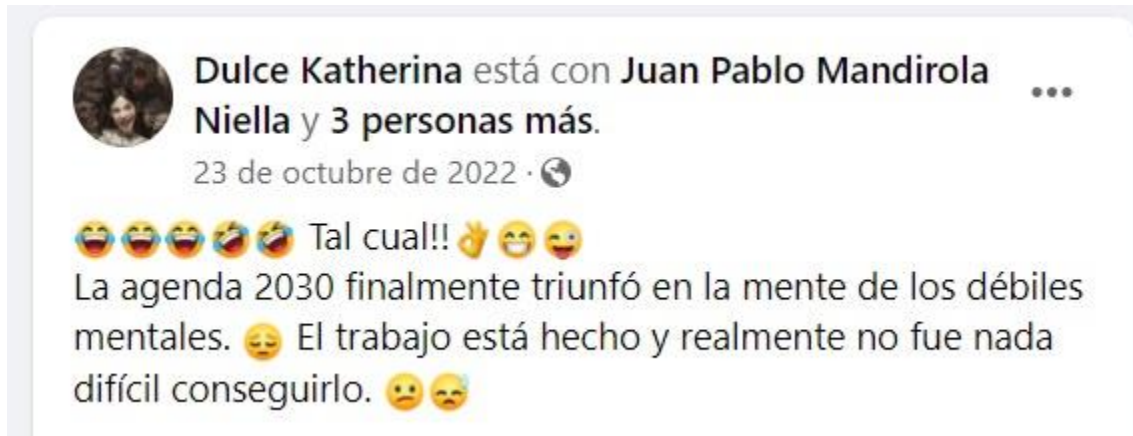 Dulce Katherina está con Juan Pablo Mandirola
Niella y 3 personas más.
23 de octubre de 2022 ·
😂😂😂🤣🤣 Tal cual!!👌😁😜
La agenda 2030 finalmente triunfó en la mente de los débiles
mentales. 😔 El trabajo está hecho y realmente no fue nada
difícil conseguirlo. 😕😓